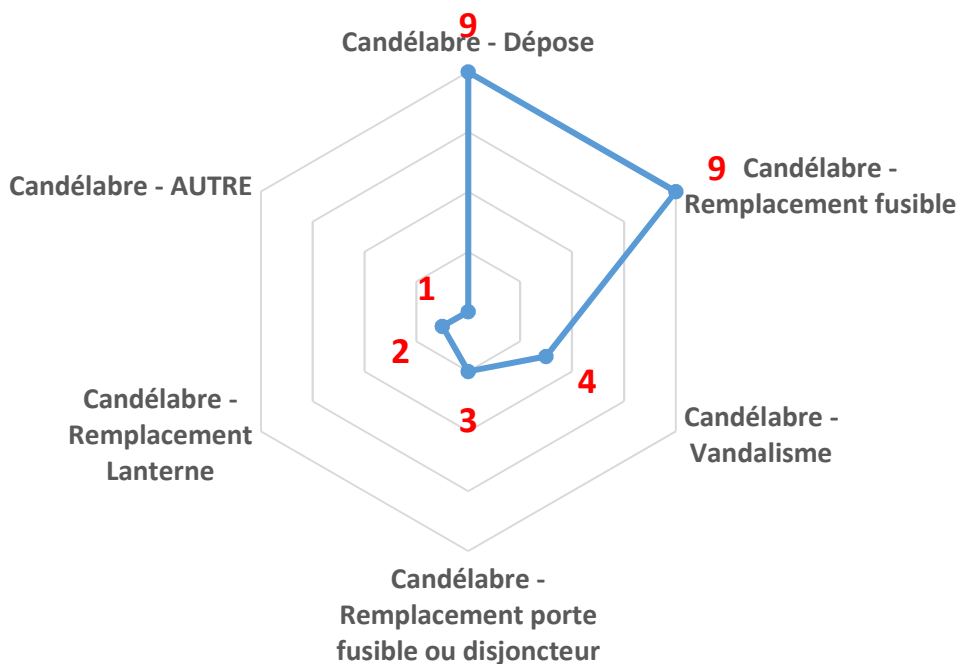 9
Candélabre - Dépose
9
Candélabre -
Remplacement fusible
Candélabre - AUTRE
1
2
4
3
Candélabre -
Remplacement
Lanterne
Candélabre -
Vandalisme
Candélabre -
Remplacement porte
fusible ou disjoncteur